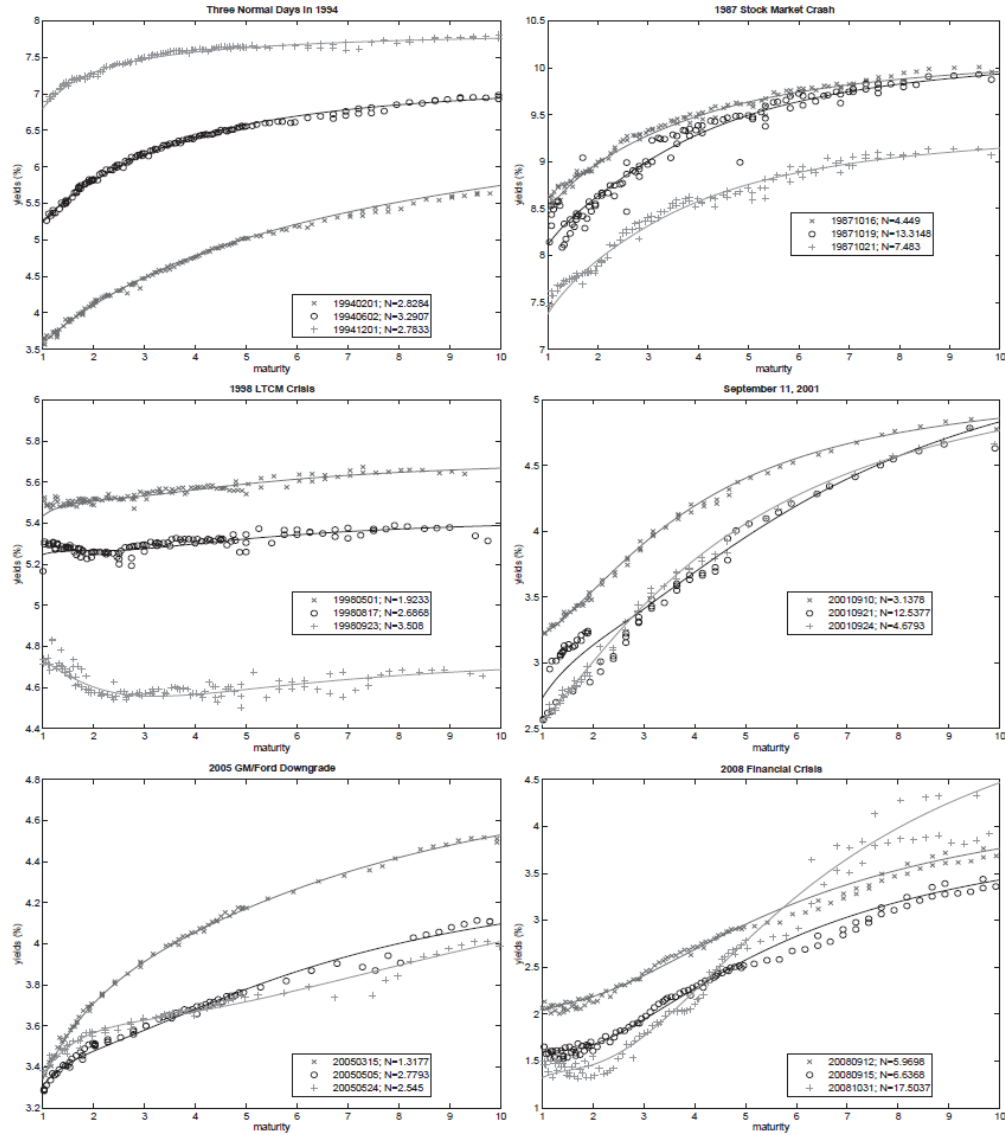 Three Normal Days in 1994
8
7.5
7
6.5
6
5.5
5
4.5
4
3.5
yields (%)
19940201; N=2.8284
19940602; N=3.2907
19941201; N=2.7833
1 2 3 4 5 6 7 8 9 10
maturity
1987 Stock Market Crash
10.5
10
9.5
9
8.5
8
7.5
7
yields (%)
19871016; N=4.449
19871019; N=13.3148
19871021; N=7.483
1 2 3 4 5 6 7 8 9 10
maturity
1998 LTCM Crisis
6
5.8
5.6
5.4
5.2
5
4.8
4.6
4.4
yields (%)
19980501; N=1.9233
19980817; N=2.6868
19980923; N=3.508
1 2 3 4 5 6 7 8 9 10
maturity
September 11, 2001
5
4.5
4
3.5
3
2.5
yields (%)
20010910; N=3.1378
20010921; N=12.5377
20010924; N=4.6793
1 2 3 4 5 6 7 8 9 10
maturity
2005 GM/Ford Downgrade
4.8
4.6
4.4
4.2
4
3.8
3.6
3.4
3.2
yields (%)
20050315; N=1.3177
20050505; N=2.7793
20050524; N=2.545
1 2 3 4 5 6 7 8 9 10
maturity
2008 Financial Crisis
4.5
4
3.5
3
2.5
2
1.5
1
yields (%)
20080912; N=5.9698
20080915; N=6.6368
20081031; N=17.5037
1 2 3 4 5 6 7 8 9 10
maturity